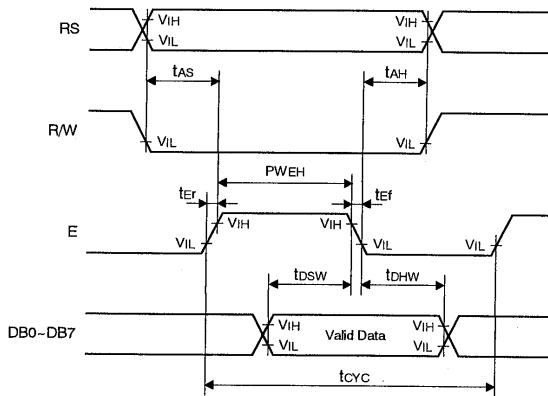 RS
VIH
VIL
VIH
VIL
tAS
tAH
R/W
VIL
VIL
PWEH
tEr
tEf
E
VIL
VIH
VIH
VIL
VIL
tDSW
tDHW
DB0~DB7
VIH
VIL
Valid Data
VIH
VIL
tCYC